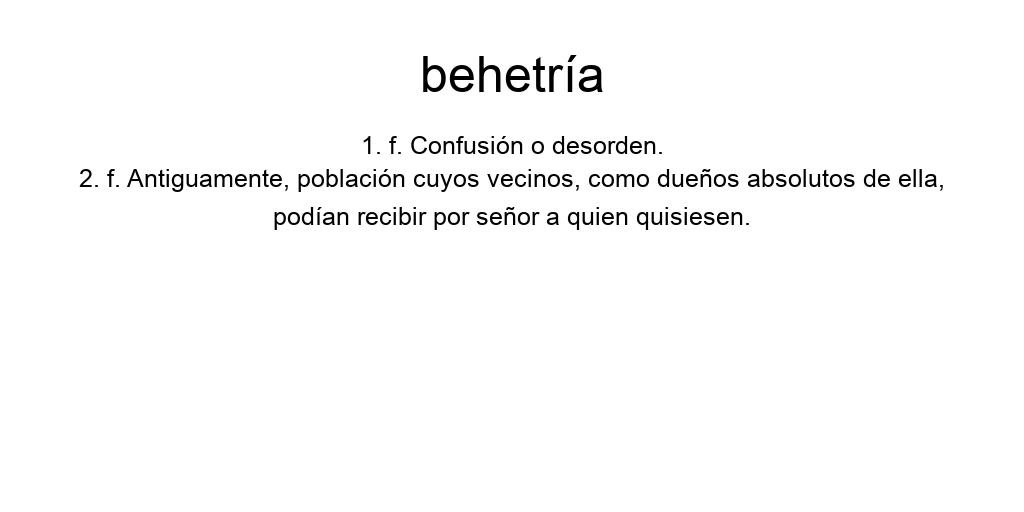 behetría
1. f. Confusión o desorden.
2. f. Antiguamente, población cuyos vecinos, como dueños absolutos de ella,
podían recibir por señor a quien quisiesen.